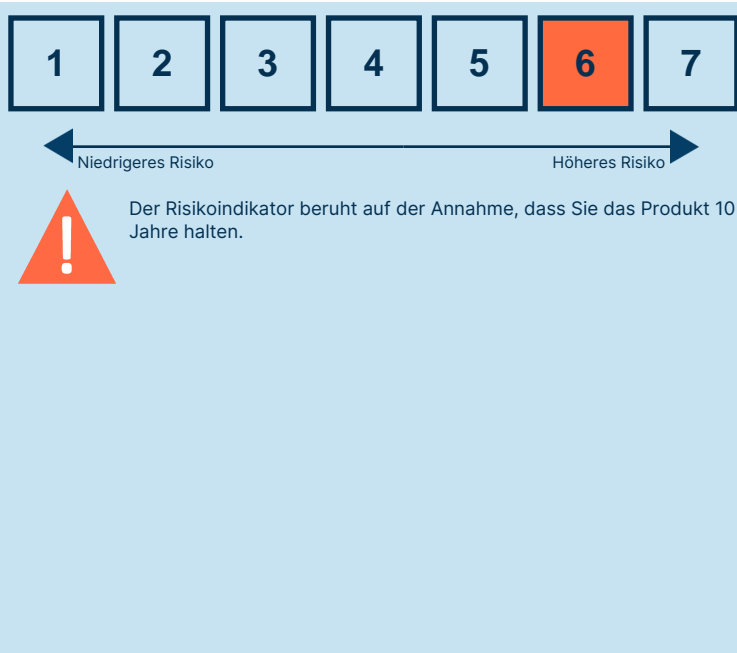 1 2 3 4 5 6 7
Niedrigeres Risiko Höheres Risiko
Der Risikoindikator beruht auf der Annahme, dass Sie das Produkt 10
Jahre halten.